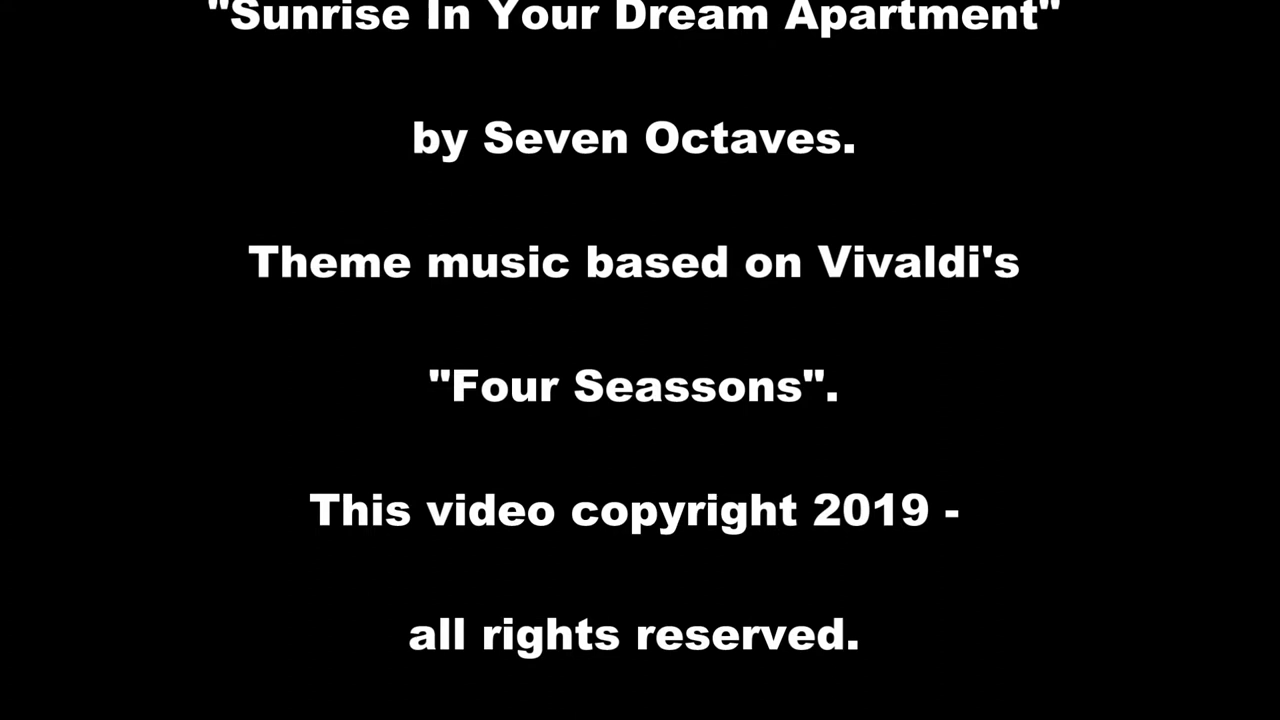 "Sunrise In Your Dream Apartment"
by Seven Octaves.
Theme music based on Vivaldi's
"Four Seassons".
This video copyright 2019 -
all rights reserved.